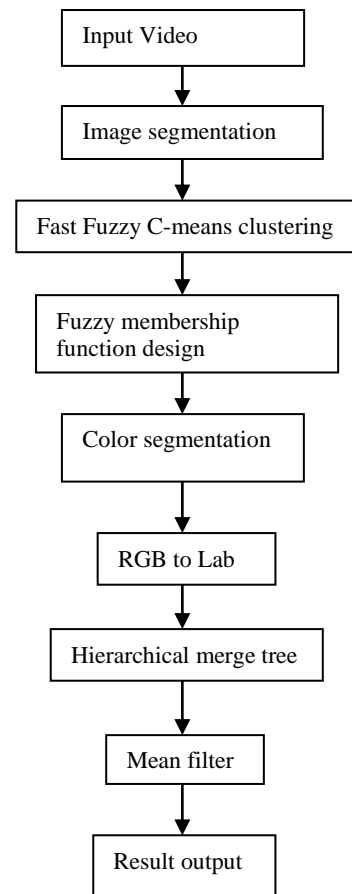 Input Video
Image segmentation
Fast Fuzzy C-means clustering
Fuzzy membership
function design
Color segmentation
RGB to Lab
Hierarchical merge tree
Mean filter
Result output